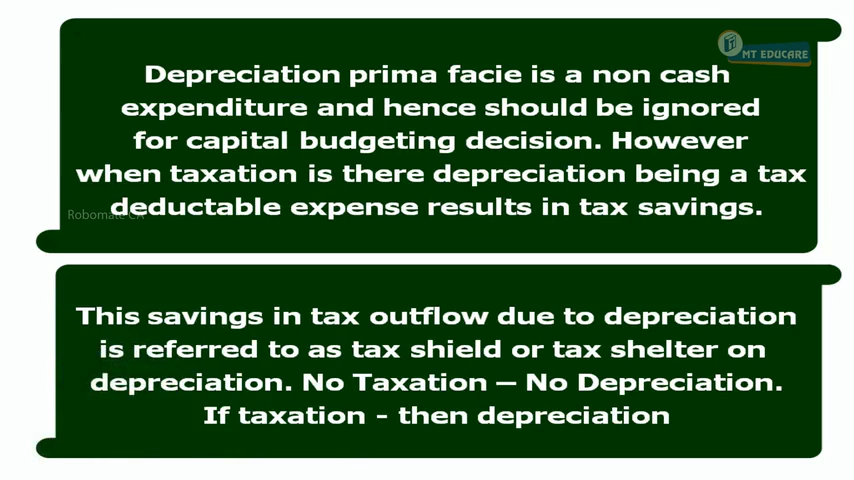 MT EDUCARE
Depreciation prima facie is a non cash
expenditure and hence should be ignored
for capital budgeting decision. However
when taxation is there depreciation being a tax
deductable expense results in tax savings.
Robomate CA
This savings in tax outflow due to depreciation
is referred to as tax shield or tax shelter on
depreciation. No Taxation – No Depreciation.
If taxation - then depreciation